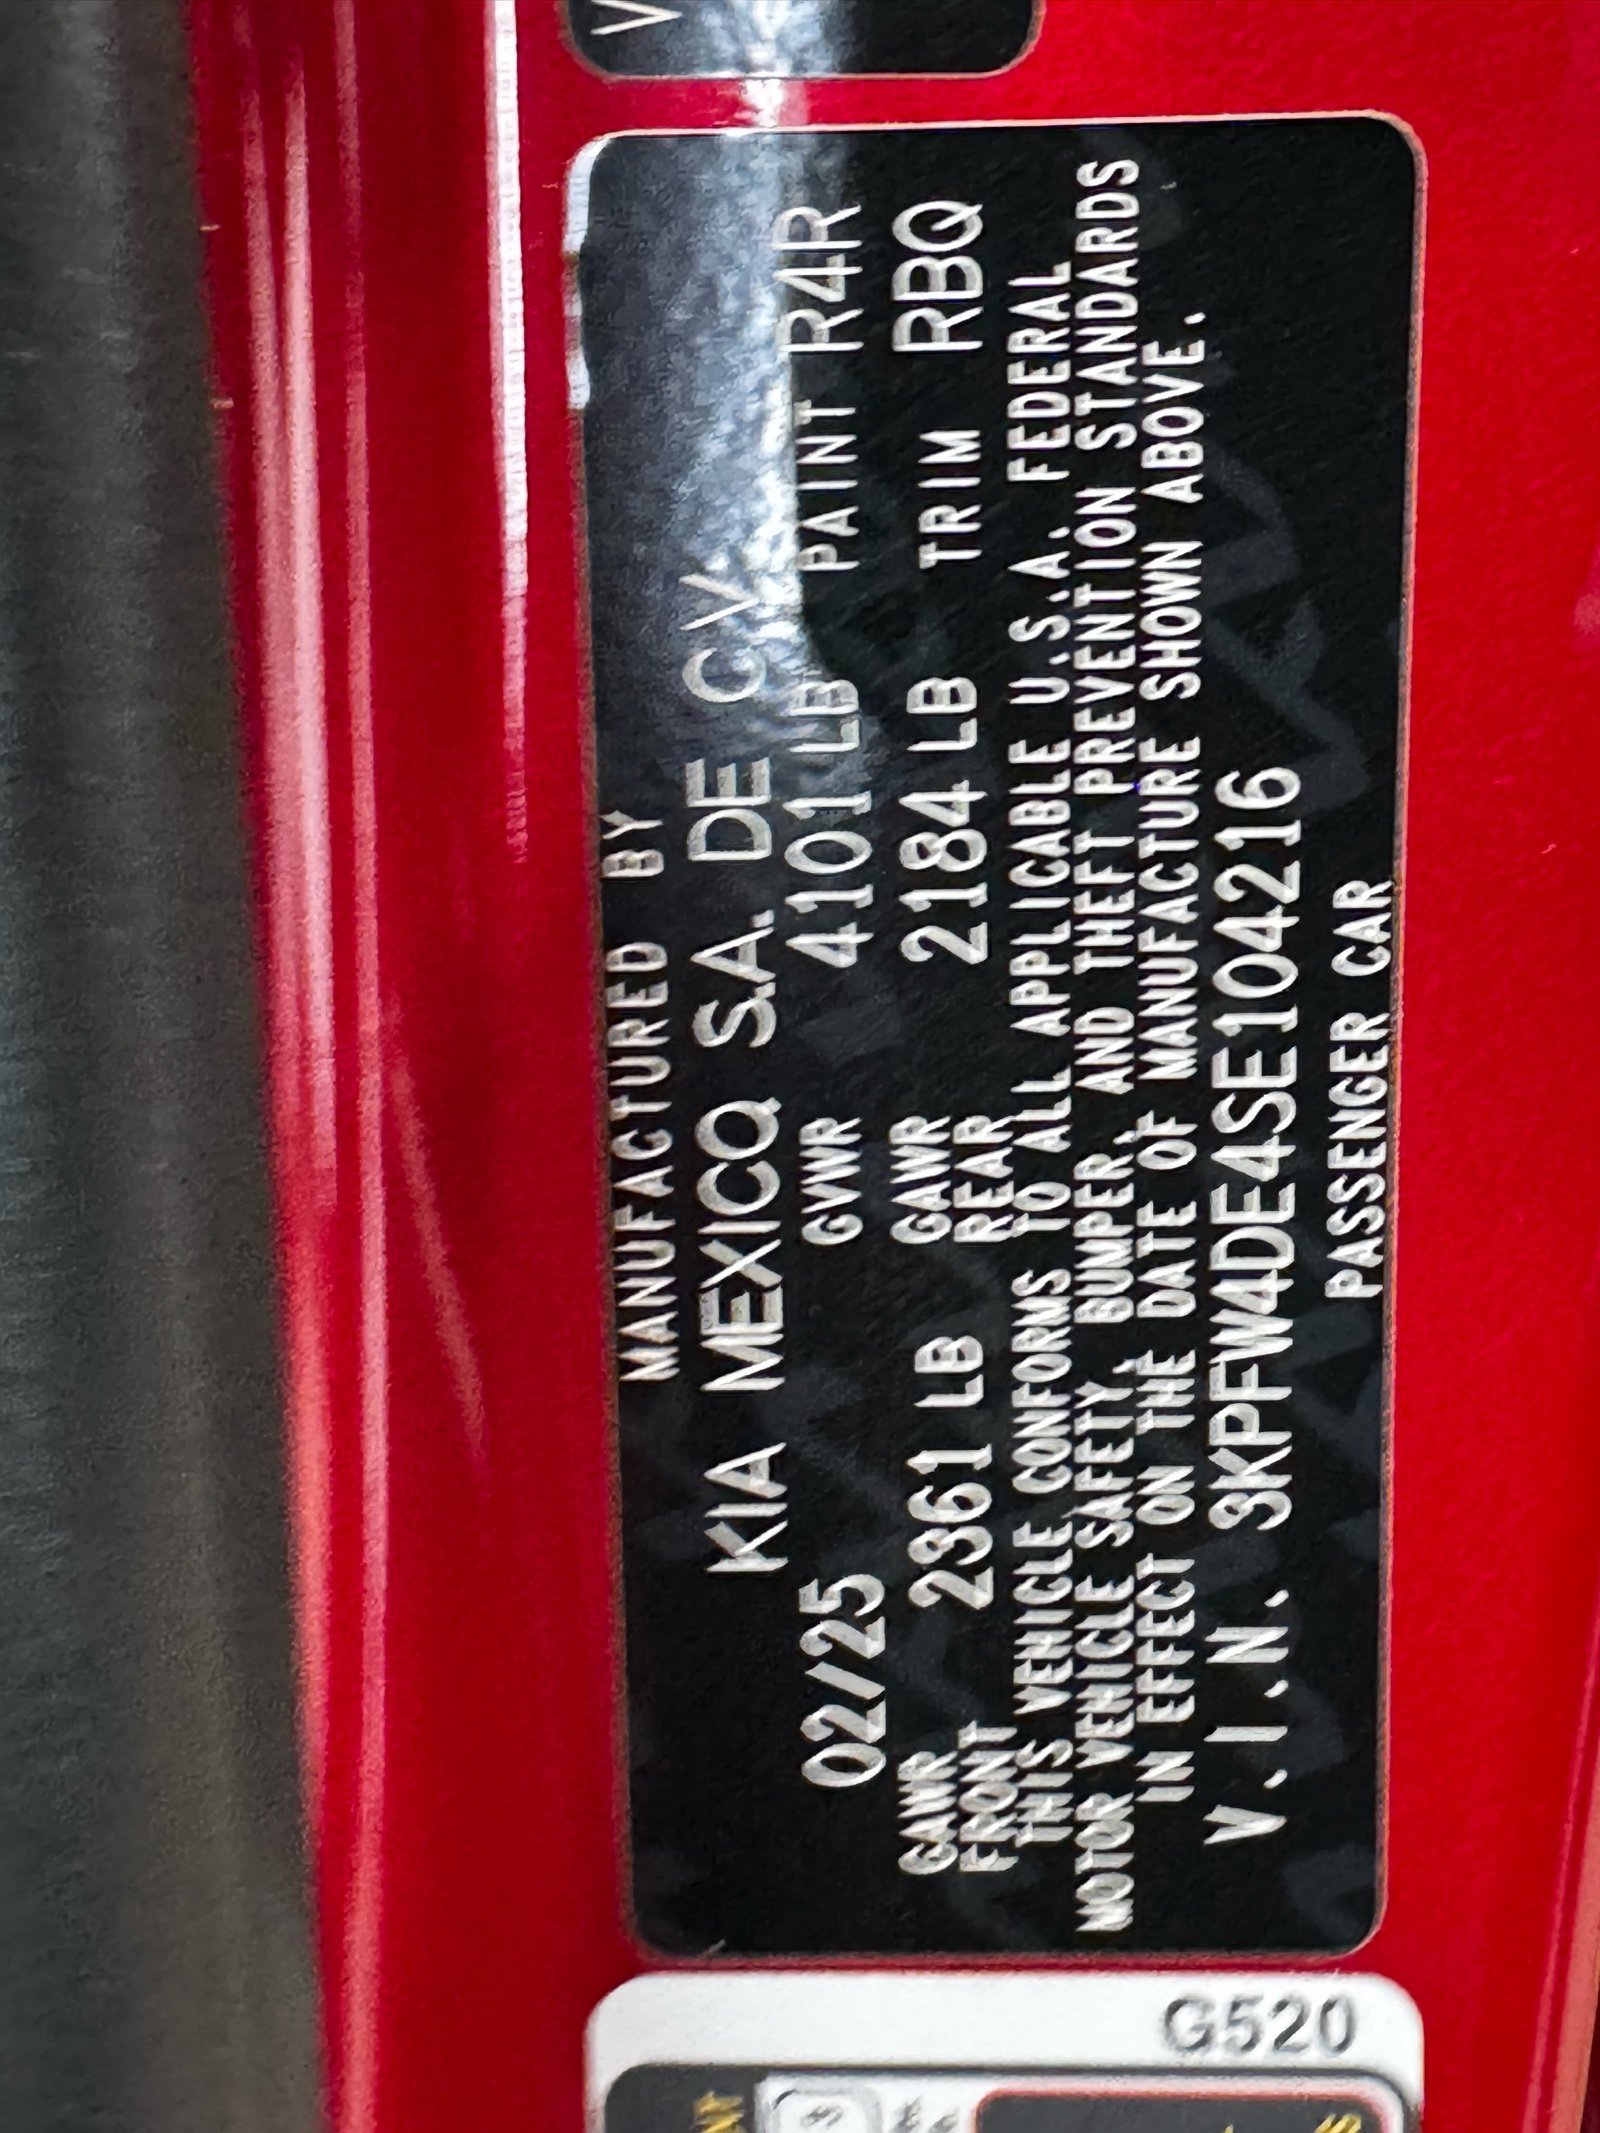 V
MANUFACTURED BY
KIA MEXICO S.A. DE C.V.
02/25 GVWR 4101 LB PAINT R4R
GAWR 2361 LB GAWR 2184 LB TRIM RBQ
FRONT REAR
THIS VEHICLE CONFORMS TO ALL APPLICABLE U.S.A. FEDERAL
MOTOR VEHICLE SAFETY, BUMPER, AND THEFT PREVENTION STANDARDS
IN EFFECT ON THE DATE OF MANUFACTURE SHOWN ABOVE.
V.I.N. 3KPFW4DE4SE104216
PASSENGER CAR
G520